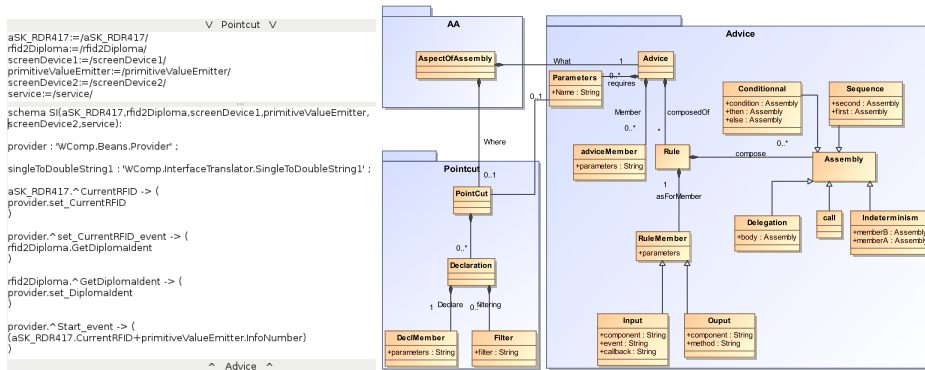 V Pointcut V
aSK_RDR417:=/aSK_RDR417/
rfid2Diploma:=/rfid2Diploma/
screenDevice1:=/screenDevice1/
primitiveValueEmitter:=/primitiveValueEmitter/
screenDevice2:=/screenDevice2/
service:=/service/
schema SI(aSK_RDR417,rfid2Diploma,screenDevice1,primitiveValueEmitter,
screenDevice2,service):
provider : 'WComp.Beans.Provider' ;
singleToDoubleString1 : 'WComp.InterfaceTranslator.SingleToDoubleString1' ;
aSK_RDR417.^CurrentRFID -> (
provider.set_CurrentRFID
)
provider.^set_CurrentRFID_event -> (
rfid2Diploma.GetDiplomaIdent
)
rfid2Diploma.^GetDiplomaIdent -> (
provider.set_DiplomaIdent
)
provider.^Start_event -> (
(aSK_RDR417.CurrentRFID+primitiveValueEmitter.InfoNumber)
)
^ Advice ^
AA
AspectOfAssembly
What
1
Where
0..1
0..1
Pointcut
PointCut
0..*
Declaration
1
Declare
0..*
filtering
DeclMember
+parameters : String
Filter
+filter : String
Advice
Advice
Parameters
+Name : String
0..*
requires
Member
0..*
composedOf
*
adviceMember
+parameters : String
Rule
compose
0..*
1
asForMember
RuleMember
+parameters
Input
+component : String
+event : String
+callback : String
Ouput
+component : String
+method : String
Conditionnal
+condition : Assembly
+then : Assembly
+else : Assembly
Sequence
+second : Assembly
+first : Assembly
Assembly
Delegation
+body : Assembly
call
Indeterminism
+memberB : Assembly
+memberA : Assembly